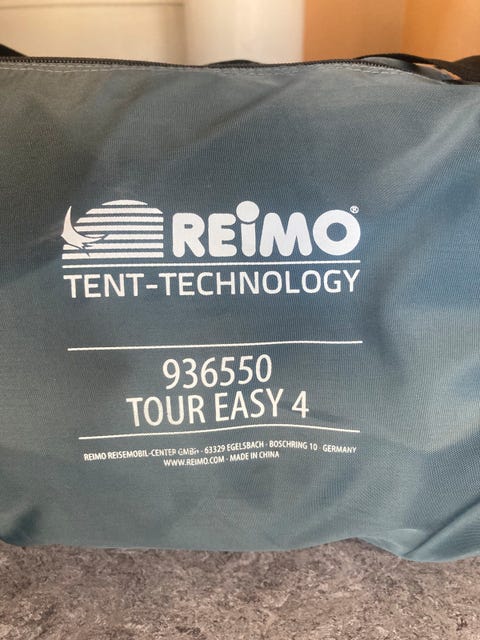 REIMO®
TENT-TECHNOLOGY
936550
TOUR EASY 4
REIMO REISEMOBIL-CENTER GMBH · 63329 EGELSBACH · BOSCHRING 10 · GERMANY
WWW.REIMO.COM · MADE IN CHINA